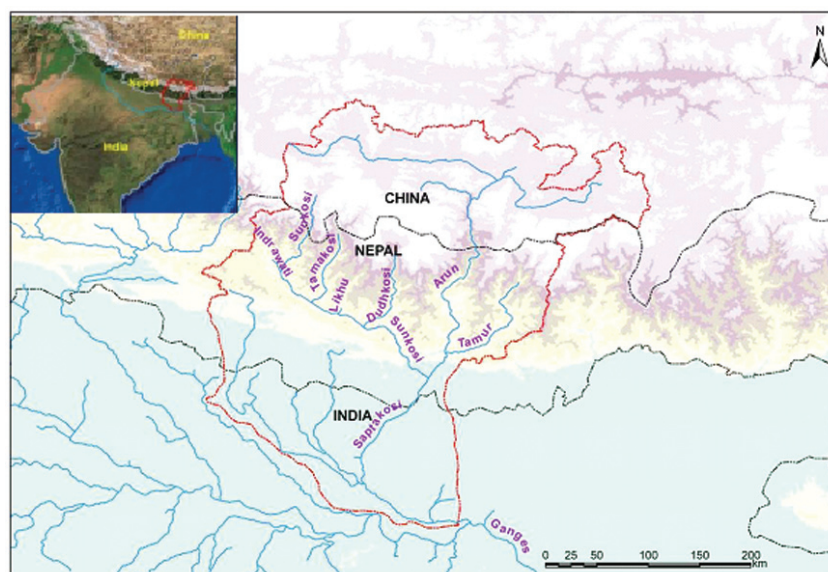 China
Nepal
India
N
CHINA
NEPAL
INDIA
Indrawati
Sunkosi
Tamakosi
Likhu
Dudhkosi
Sunkosi
Arun
Tamur
Saptakosi
Ganges
0 25 50 100 150 200
km